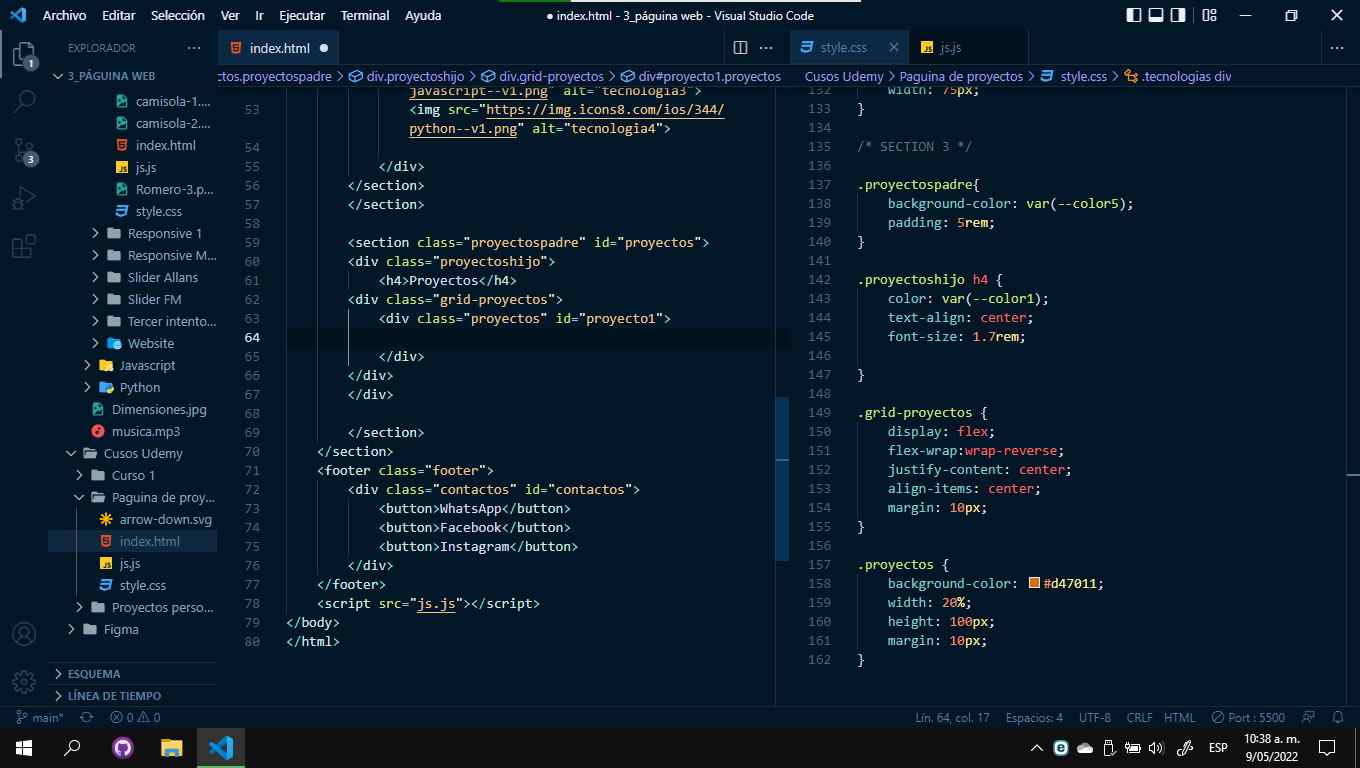 Archivo Editar Selección Ver Ir Ejecutar Terminal Ayuda
● index.html - 3_páguina web - Visual Studio Code
EXPLORADOR ···
3_PÁGUINA WEB
camisola-1....
camisola-2....
index.html
js.js
Romero-3.p...
style.css
Responsive 1
Responsive M...
Slider Allans
Slider FM
Tercer intento...
Website
Javascript
Python
Dimensiones.jpg
musica.mp3
Cusos Udemy
Curso 1
Paguina de proy...
arrow-down.svg
index.html
js.js
style.css
Proyectos perso...
Figma
ESQUEMA
LÍNEA DE TIEMPO
1
3
index.html ●
ctos.proyectospadre > div.proyectoshijo > div.grid-proyectos > div#proyecto1.proyectos
javascript--v1.png" alt="tecnologia3">
53 <img src="https://img.icons8.com/ios/344/
python--v1.png" alt="tecnologia4">
54
55 </div>
56 </section>
57 </section>
58
59 <section class="proyectospadre" id="proyectos">
60 <div class="proyectoshijo">
61 <h4>Proyectos</h4>
62 <div class="grid-proyectos">
63 <div class="proyectos" id="proyecto1">
64
65 </div>
66 </div>
67 </div>
68
69 </section>
70 </section>
71 <footer class="footer">
72 <div class="contactos" id="contactos">
73 <button>WhatsApp</button>
74 <button>Facebook</button>
75 <button>Instagram</button>
76 </div>
77 </footer>
78 <script src="js.js"></script>
79 </body>
80 </html>
style.css × js.js
Cusos Udemy > Paguina de proyectos > style.css > .tecnologias div
132 width: 75px;
133 }
134
135 /* SECTION 3 */
136
137 .proyectospadre{
138 background-color: var(--color5);
139 padding: 5rem;
140 }
141
142 .proyectoshijo h4 {
143 color: var(--color1);
144 text-align: center;
145 font-size: 1.7rem;
146
147 }
148
149 .grid-proyectos {
150 display: flex;
151 flex-wrap:wrap-reverse;
152 justify-content: center;
153 align-items: center;
154 margin: 10px;
155 }
156
157 .proyectos {
158 background-color: #d47011;
159 width: 20%;
160 height: 100px;
161 margin: 10px;
162 }
main* 0 0 Lín. 64, col. 17 Espacios: 4 UTF-8 CRLF HTML Port : 5500
ESP 10:38 a. m.
9/05/2022